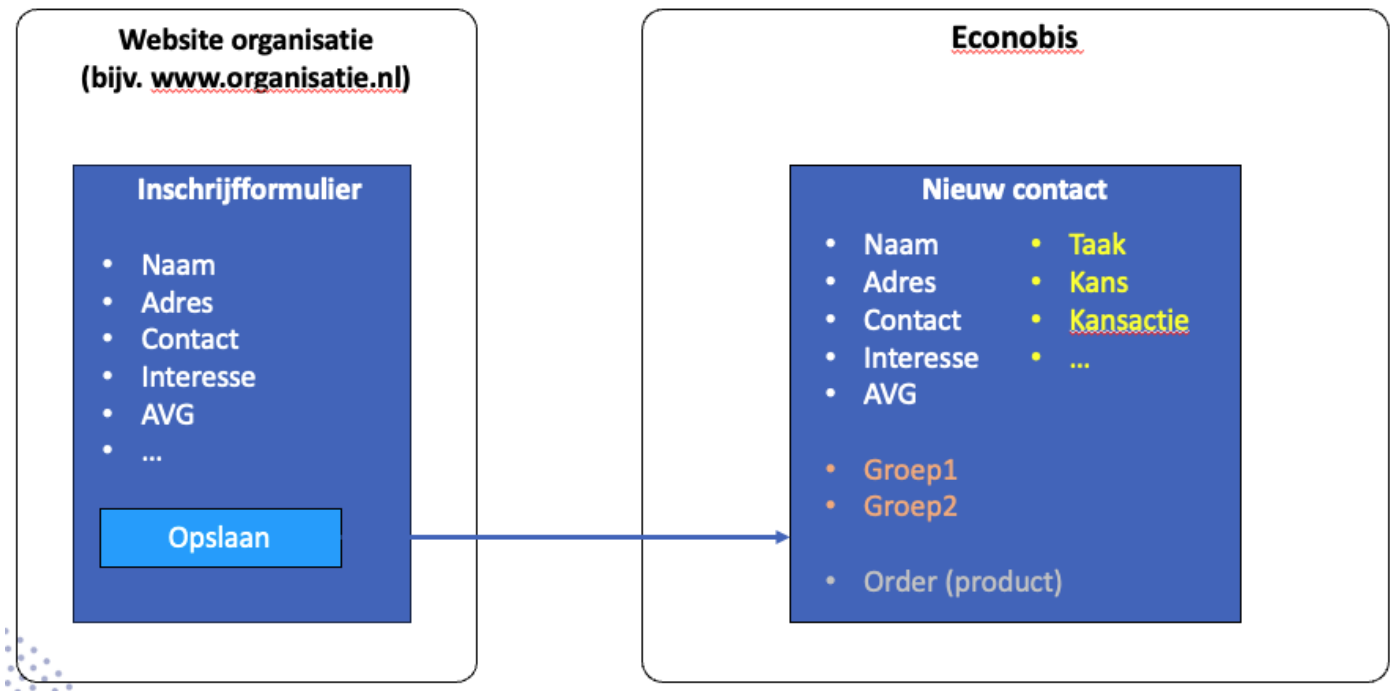 Website organisatie
(bijv. www.organisatie.nl)
Inschrijfformulier
• Naam
• Adres
• Contact
• Interesse
• AVG
• ...
Opslaan
Econobis
Nieuw contact
• Naam
• Adres
• Contact
• Interesse
• AVG
• Taak
• Kans
• Kansactie
• ...
• Groep1
• Groep2
• Order (product)